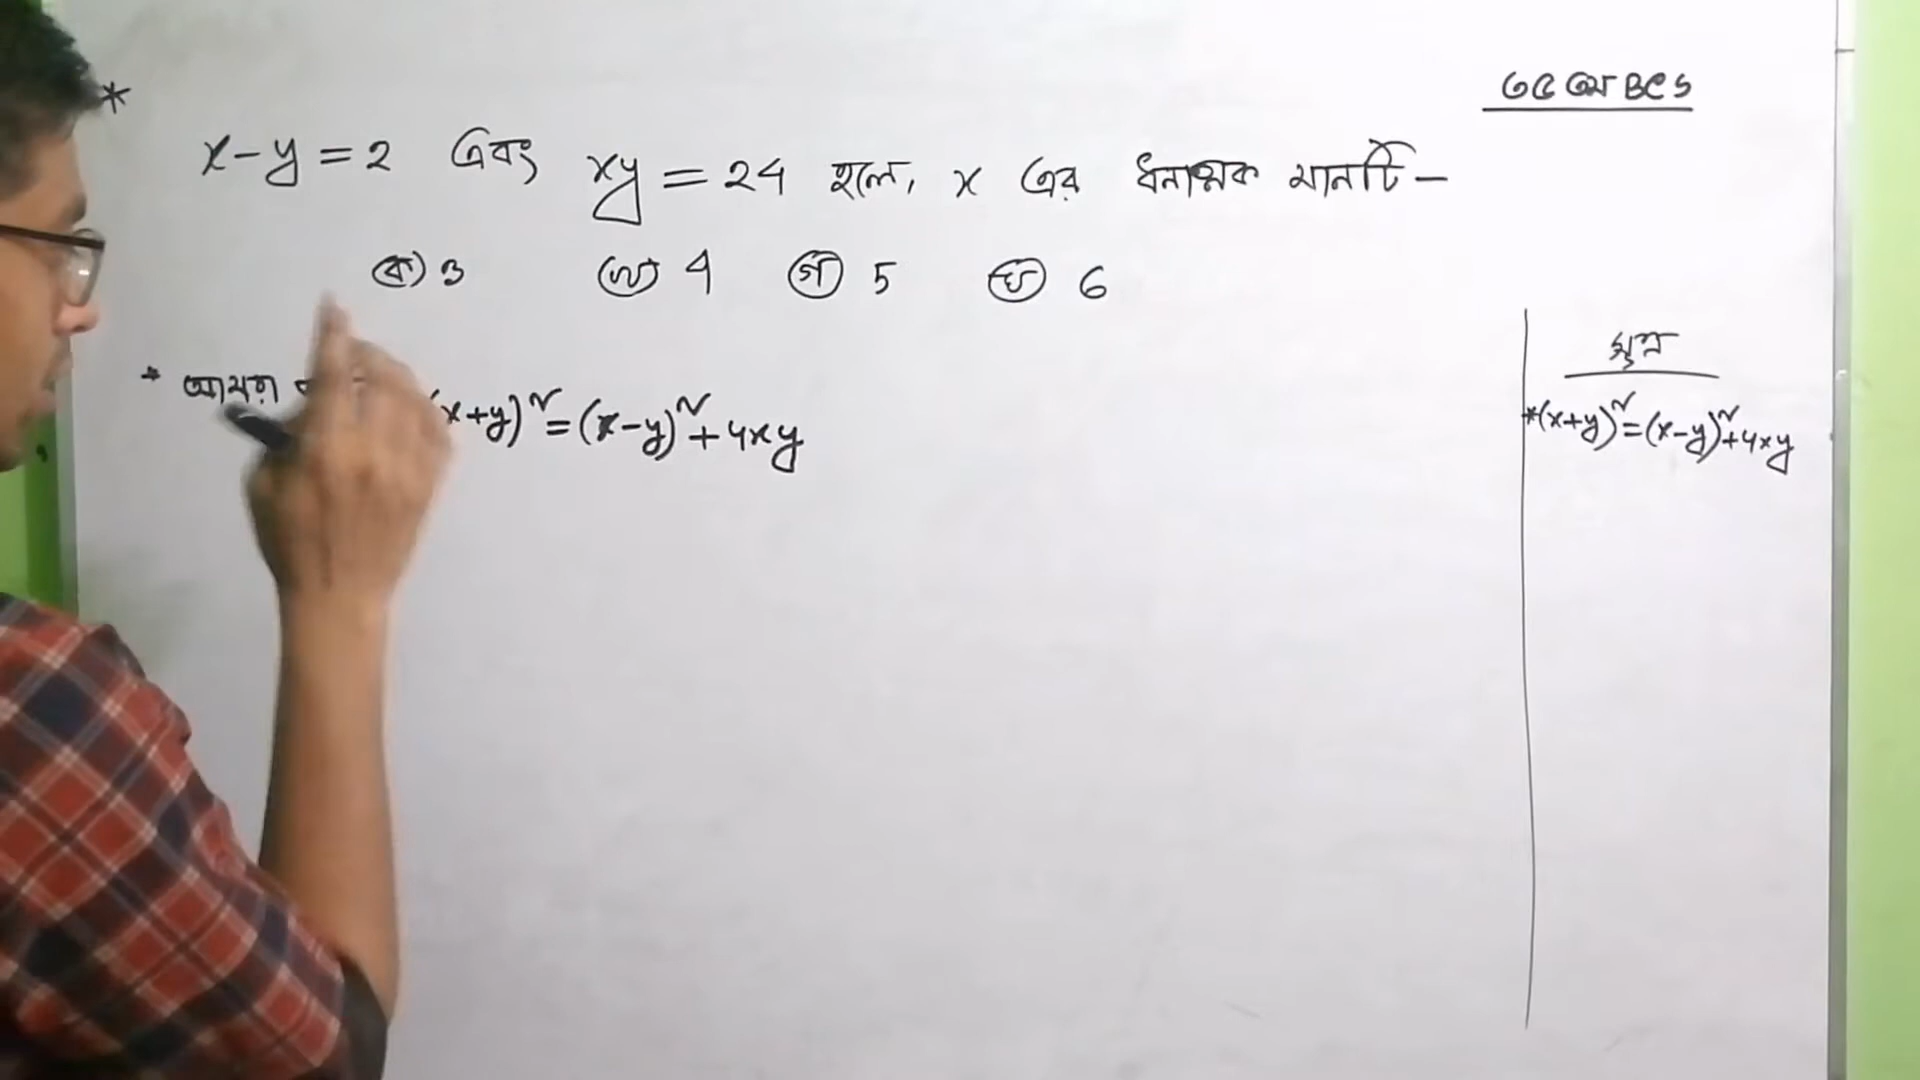 ৩৫ তম BCS
* x-y=2 এবং xy=24 হলে, x এর ধনাত্মক মানটি-
(ক) 3 (খ) 4 (গ) 5 (ঘ) 6
* আমরা (x+y)² = (x-y)² + 4xy
সূত্র
*(x+y)²=(x-y)²+4xy